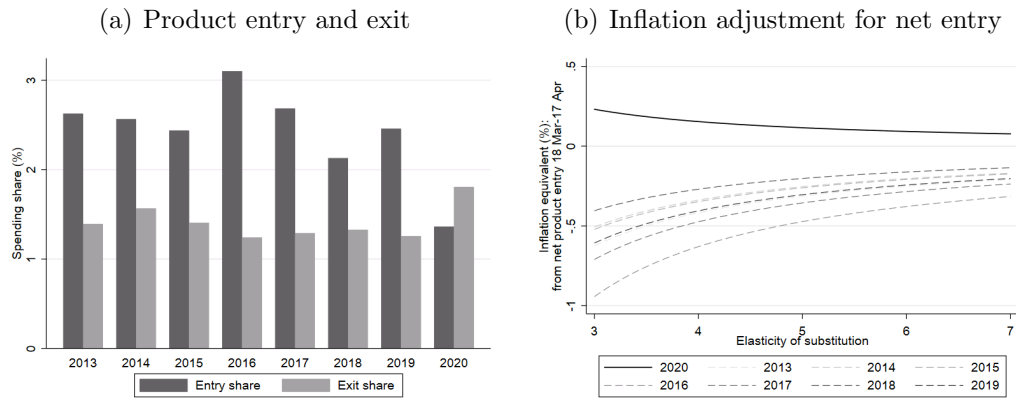 (a) Product entry and exit
Spending share (%)
3
2
1
0
2013 2014 2015 2016 2017 2018 2019 2020
Entry share Exit share
(b) Inflation adjustment for net entry
Inflation equivalent (%):
from net product entry 18 Mar-17 Apr
.5
0
-.5
-1
3 4 5 6 7
Elasticity of substitution
2020 2013 2014 2015
2016 2017 2018 2019